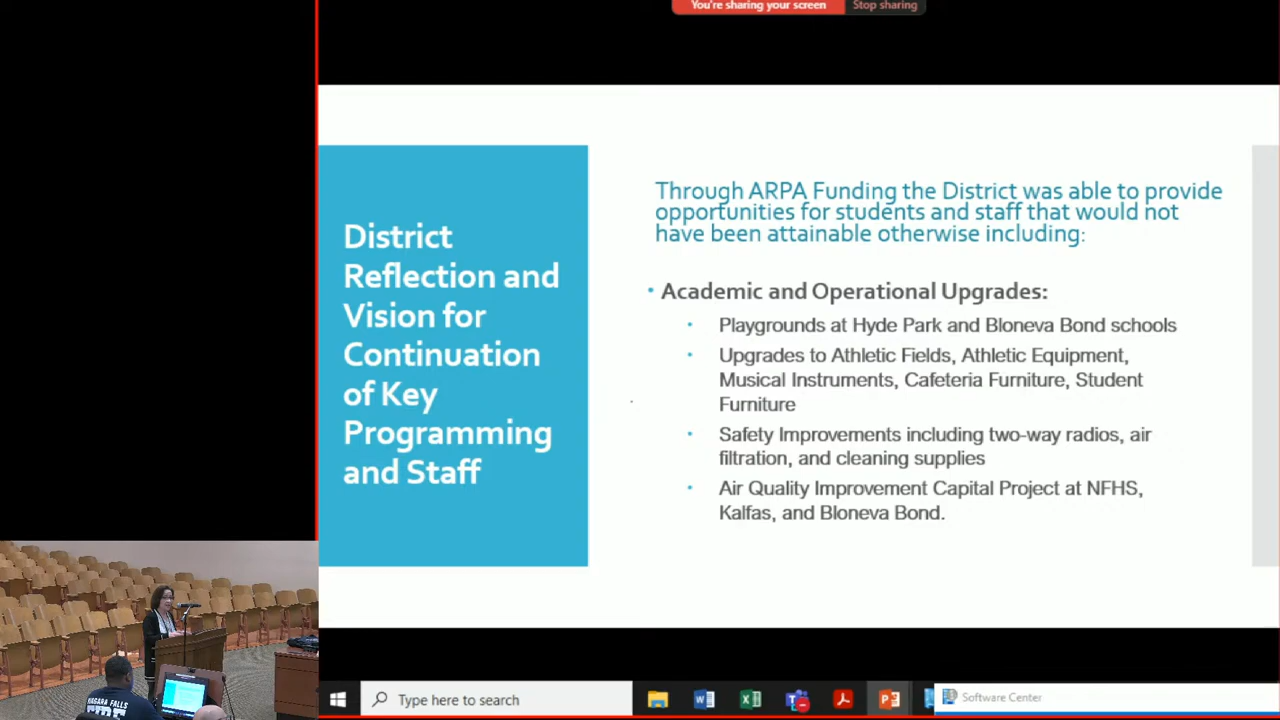 You're sharing your screen
Stop sharing
District
Reflection and
Vision for
Continuation
of Key
Programming
and Staff
Through ARPA Funding the District was able to provide
opportunities for students and staff that would not
have been attainable otherwise including:
• Academic and Operational Upgrades:
• Playgrounds at Hyde Park and Bloneva Bond schools
• Upgrades to Athletic Fields, Athletic Equipment,
Musical Instruments, Cafeteria Furniture, Student
Furniture
• Safety Improvements including two-way radios, air
filtration, and cleaning supplies
• Air Quality Improvement Capital Project at NFHS,
Kalfas, and Bloneva Bond.
NIAGARA FALLS
FIRE
Type here to search
Software Center